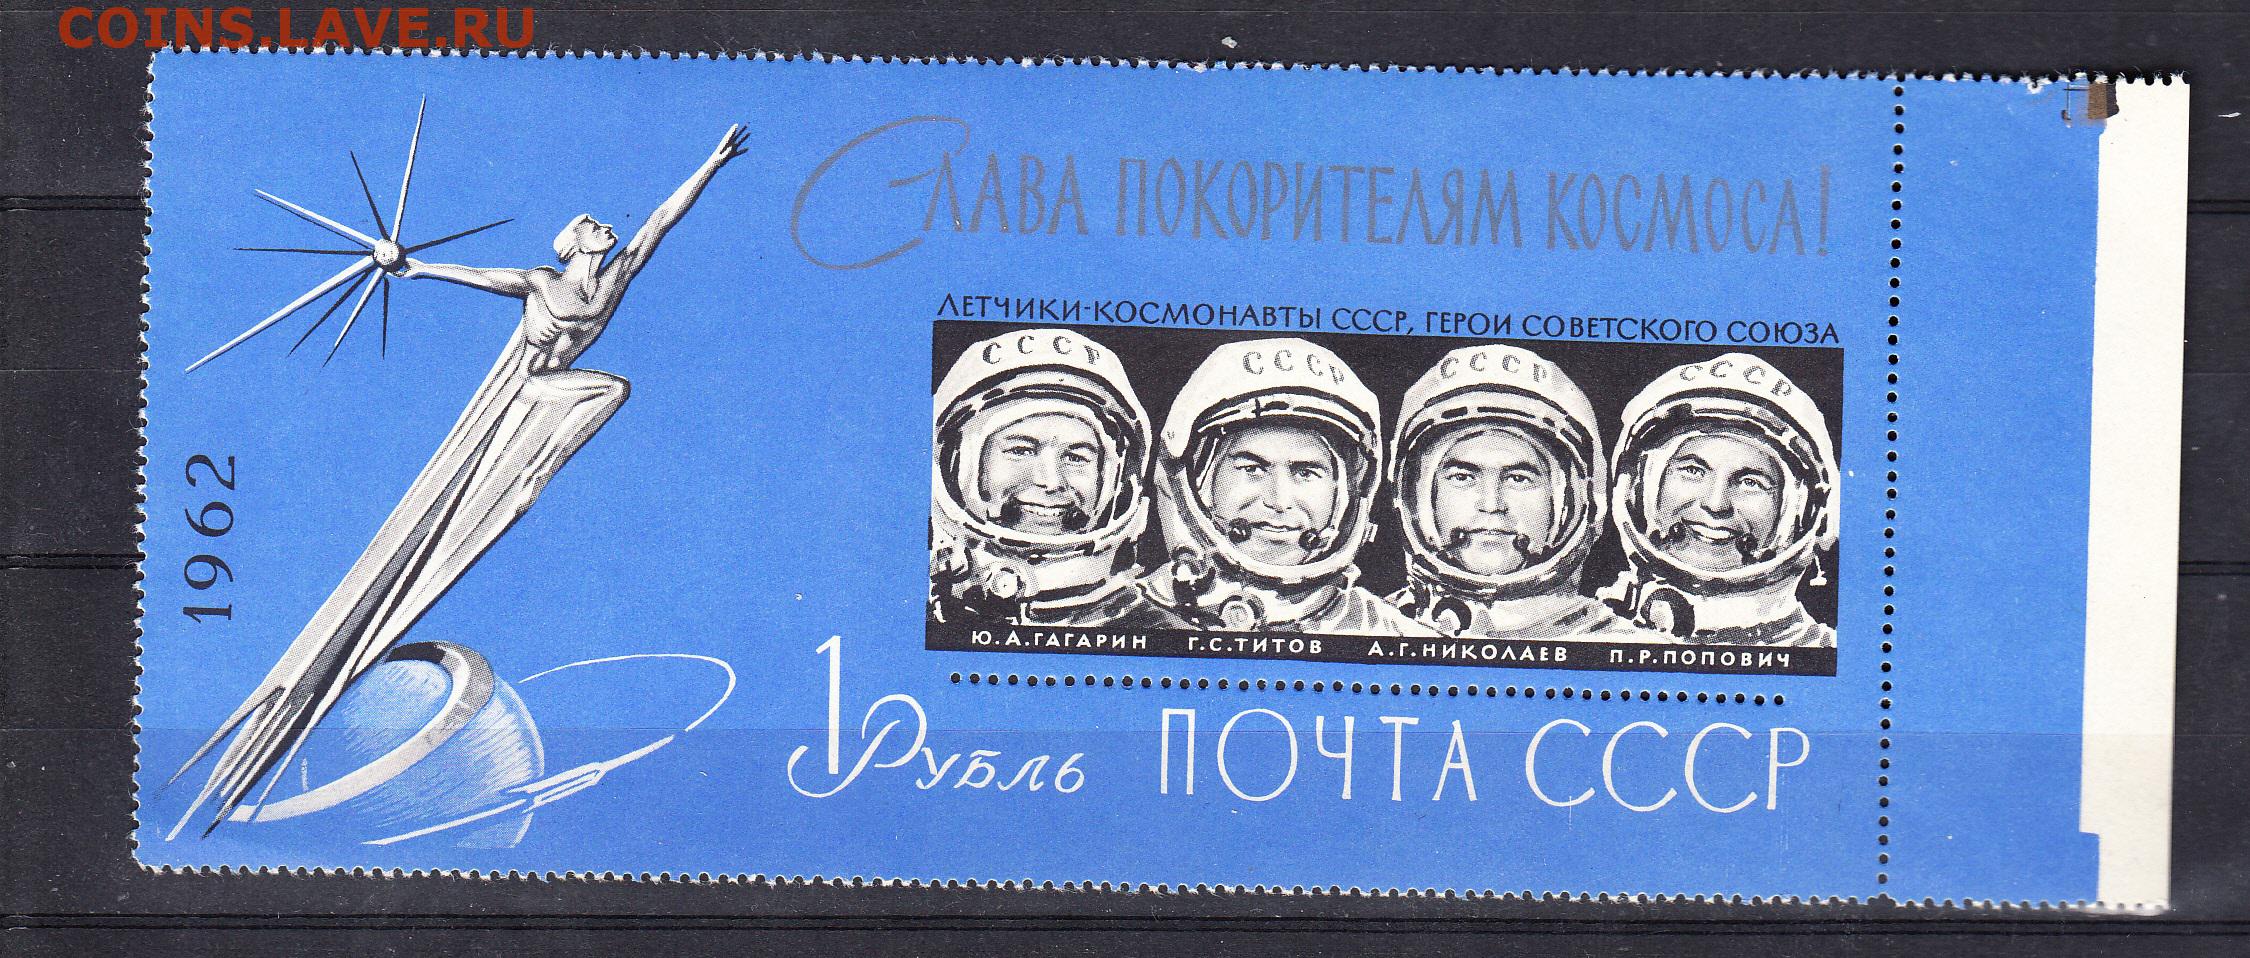 COINS.LAVE.RU
СЛАВА ПОКОРИТЕЛЯМ КОСМОСА!
ЛЕТЧИКИ-КОСМОНАВТЫ СССР, ГЕРОИ СОВЕТСКОГО СОЮЗА
СССР СССР СССР СССР
Ю.А.ГАГАРИН Г.С.ТИТОВ А.Г.НИКОЛАЕВ П.Р.ПОПОВИЧ
1962
1 Рубль ПОЧТА СССР